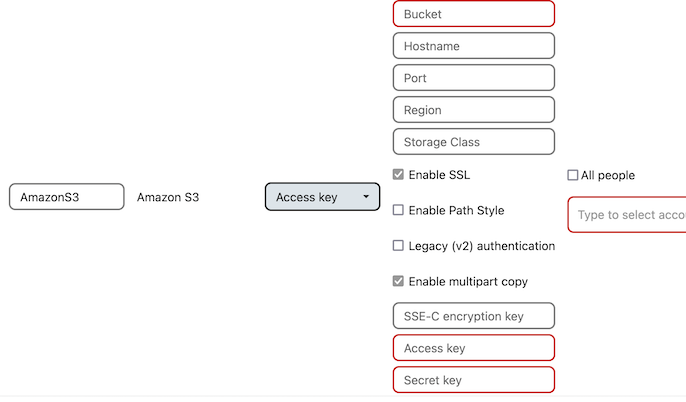 Bucket
Hostname
Port
Region
Storage Class
Enable SSL
All people
AmazonS3
Amazon S3
Access key
Enable Path Style
Type to select acco
Legacy (v2) authentication
Enable multipart copy
SSE-C encryption key
Access key
Secret key